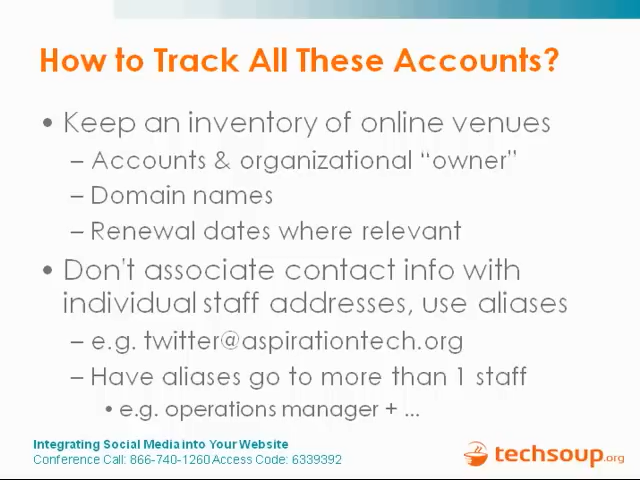 How to Track All These Accounts?
• Keep an inventory of online venues
– Accounts & organizational “owner”
– Domain names
– Renewal dates where relevant
• Don't associate contact info with
individual staff addresses, use aliases
– e.g. twitter@aspirationtech.org
– Have aliases go to more than 1 staff
• e.g. operations manager + ...
Integrating Social Media into Your Website
Conference Call: 866-740-1260 Access Code: 6339392
techsoup.org